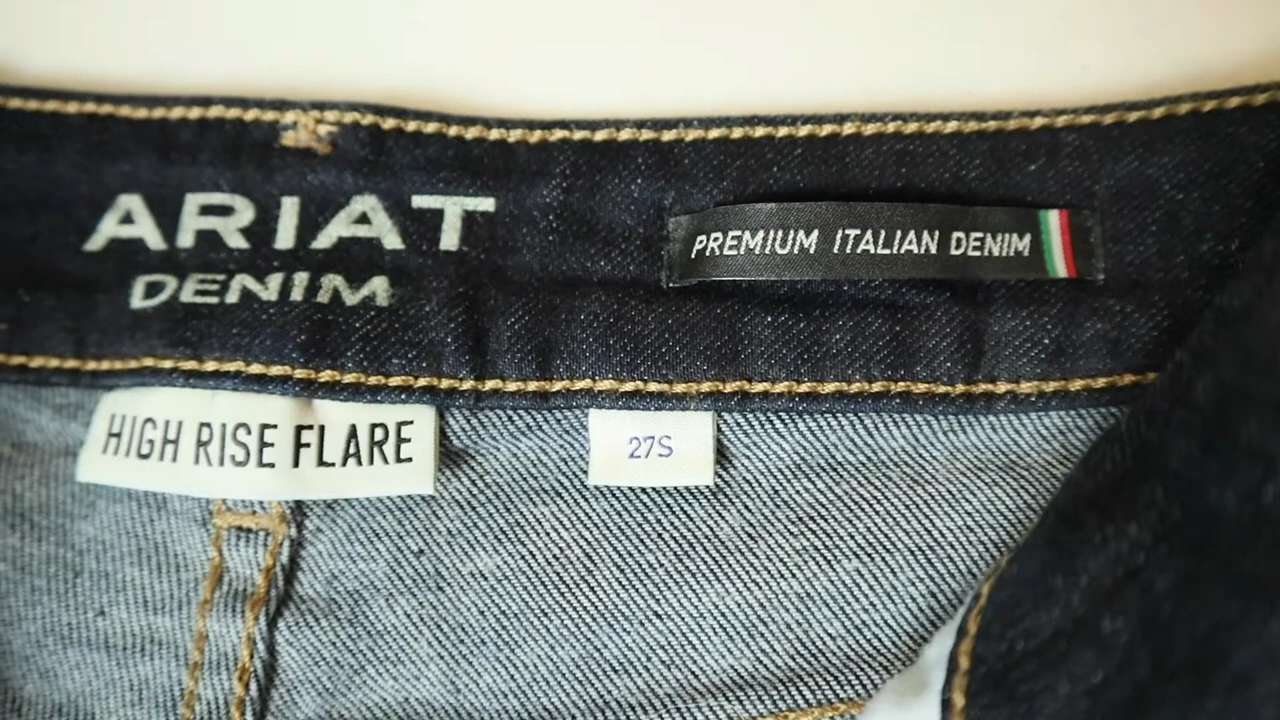 ARIAT
DENIM
PREMIUM ITALIAN DENIM
HIGH RISE FLARE
27S